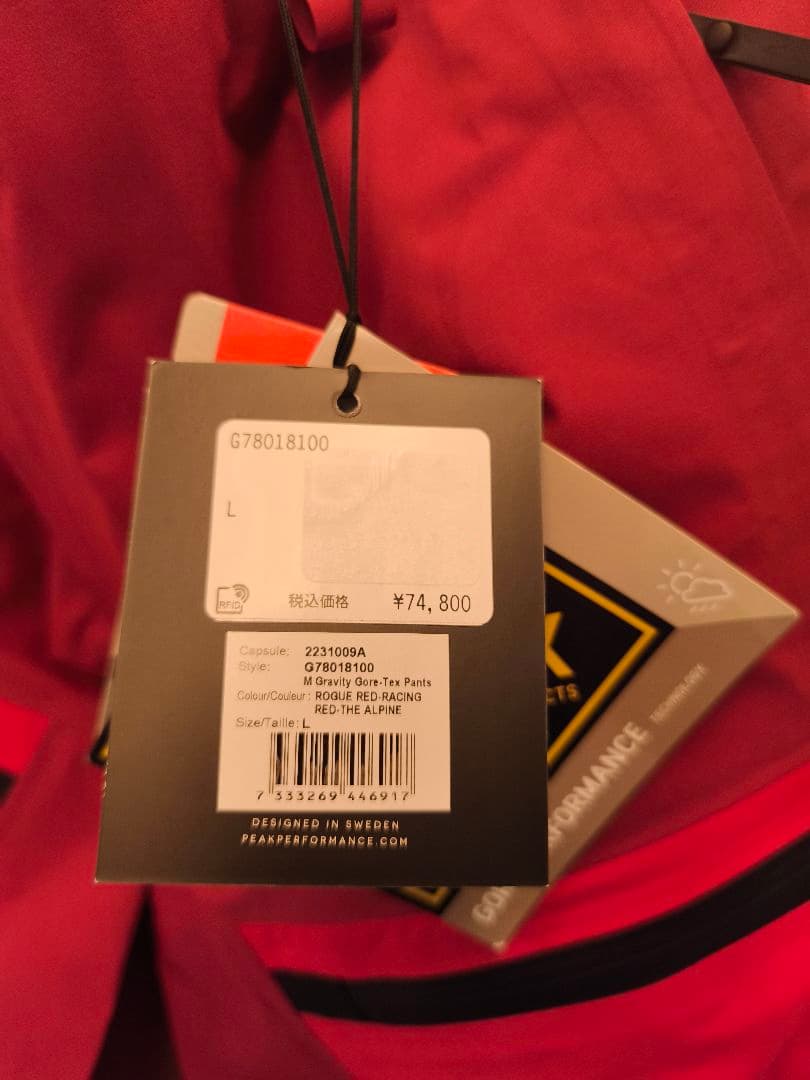 G78018100
L
RFID
税込価格 ¥74,800
Capsule: 2231009A
Style: G78018100
M Gravity Gore-Tex Pants
Colour/Couleur: ROGUE RED-RACING
RED-THE ALPINE
Size/Taille: L
7 333269 446917
DESIGNED IN SWEDEN
PEAKPERFORMANCE.COM